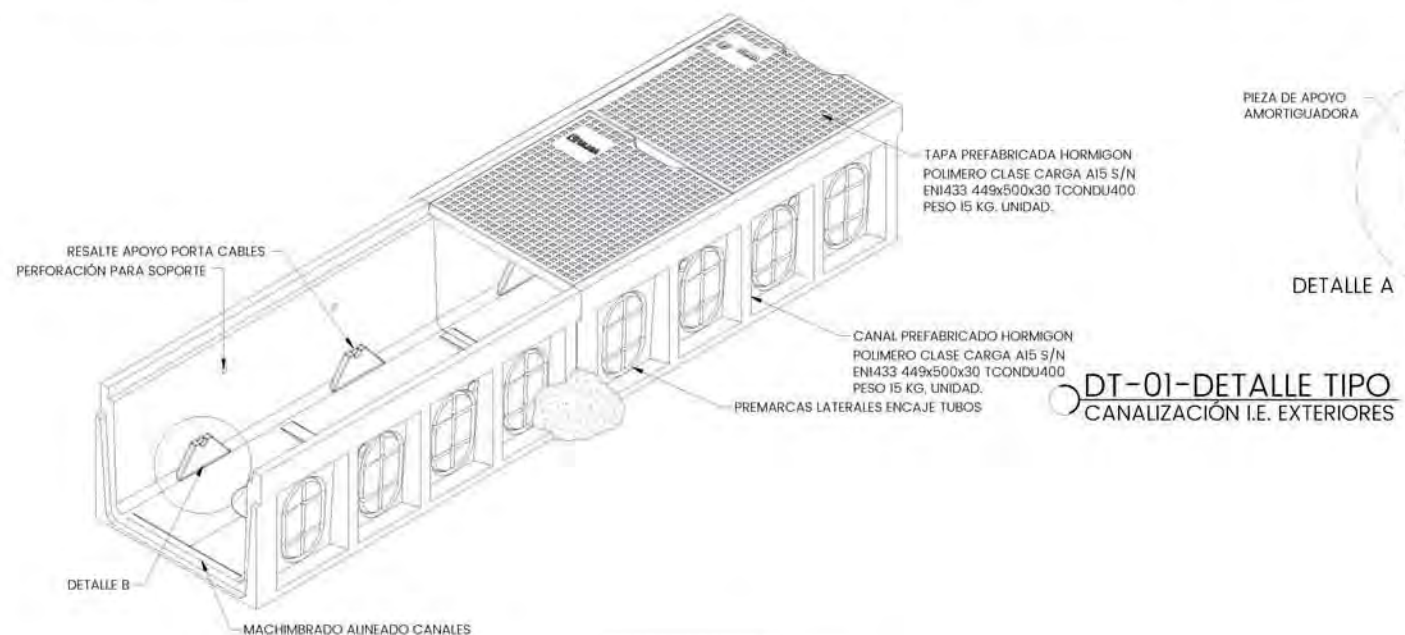 PIEZA DE APOYO
AMORTIGUADORA
TAPA PREFABRICADA HORMIGON
POLIMERO CLASE CARGA A15 S/N
EN1433 449x500x30 TCONDU400
PESO 15 KG. UNIDAD.
RESALTE APOYO PORTA CABLES
PERFORACIÓN PARA SOPORTE
DETALLE A
CANAL PREFABRICADO HORMIGON
POLIMERO CLASE CARGA A15 S/N
EN1433 449x500x30 TCONDU400
PESO 15 KG. UNIDAD.
PREMARCAS LATERALES ENCAJE TUBOS
DT-01-DETALLE TIPO
CANALIZACIÓN I.E. EXTERIORES
DETALLE B
MACHIMBRADO ALINEADO CANALES